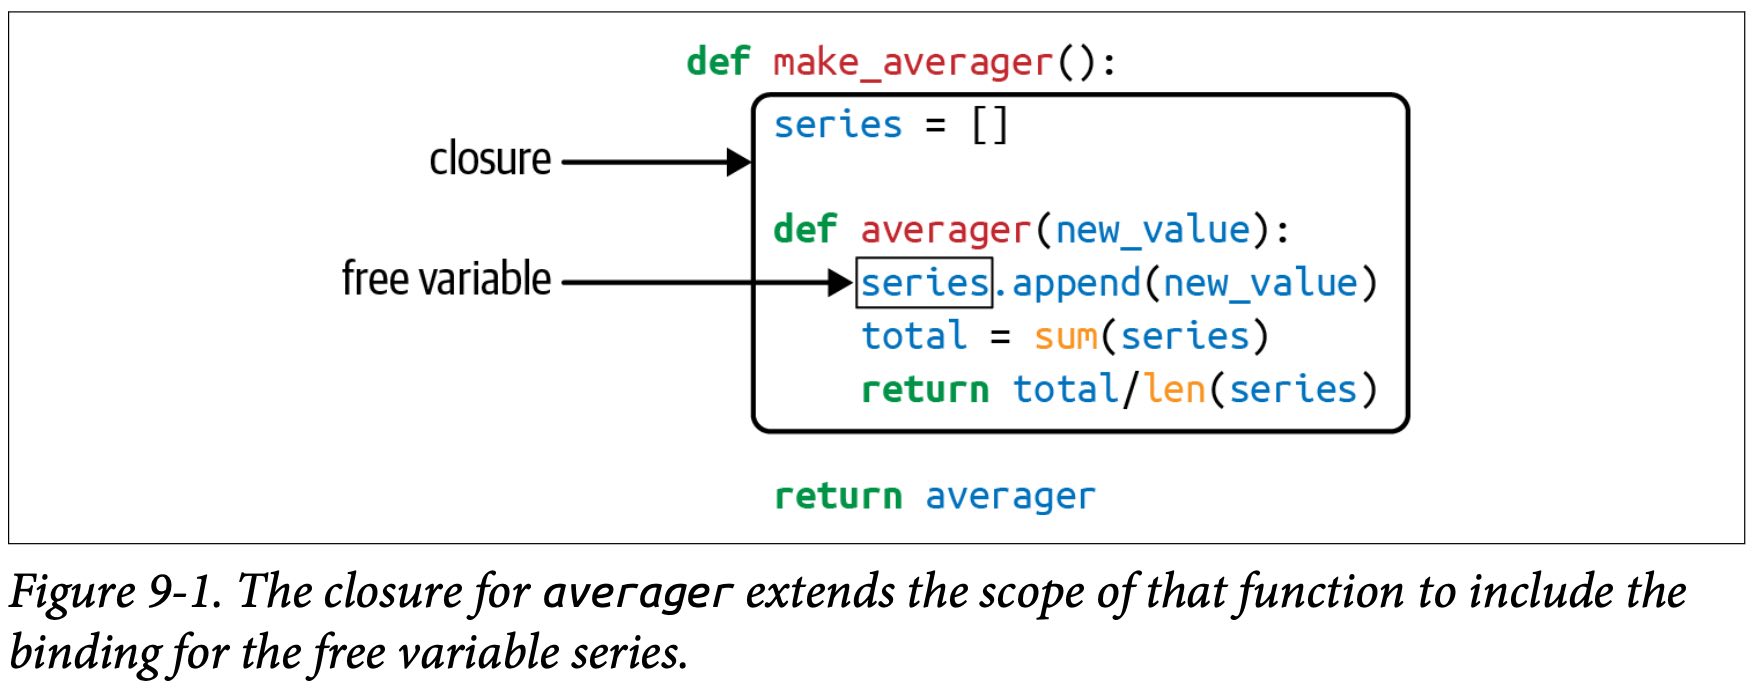 def make_averager():
series = []
closure
def averager(new_value):
free variable series.append(new_value)
total = sum(series)
return total/len(series)
return averager
Figure 9-1. The closure for averager extends the scope of that function to include the
binding for the free variable series.